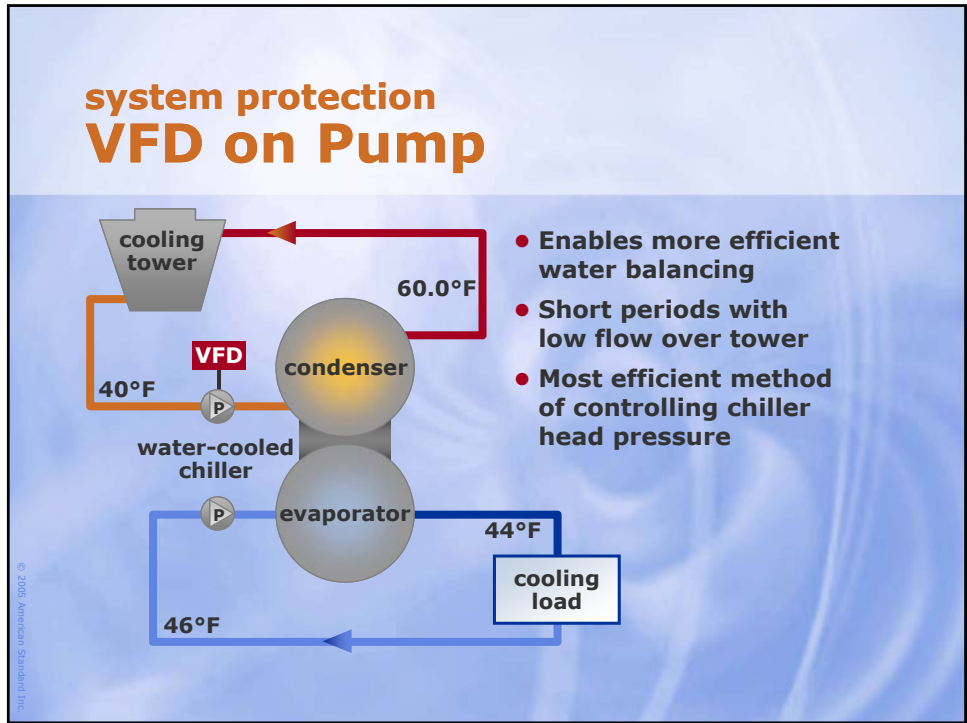 system protection
VFD on Pump
cooling
tower
60.0°F
VFD
condenser
40°F
P
water-cooled
chiller
P
evaporator
44°F
cooling
load
46°F
• Enables more efficient
water balancing
• Short periods with
low flow over tower
• Most efficient method
of controlling chiller
head pressure
© 2005 American Standard Inc.